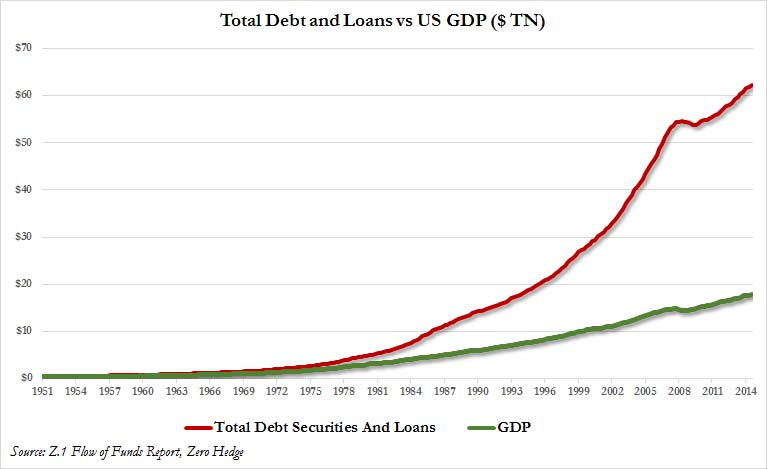 Total Debt and Loans vs US GDP ($ TN)
$70
$60
$50
$40
$30
$20
$10
$0
1951 1954 1957 1960 1963 1966 1969 1972 1975 1978 1981 1984 1987 1990 1993 1996 1999 2002 2005 2008 2011 2014
Total Debt Securities And Loans GDP
Source: Z.1 Flow of Funds Report, Zero Hedge